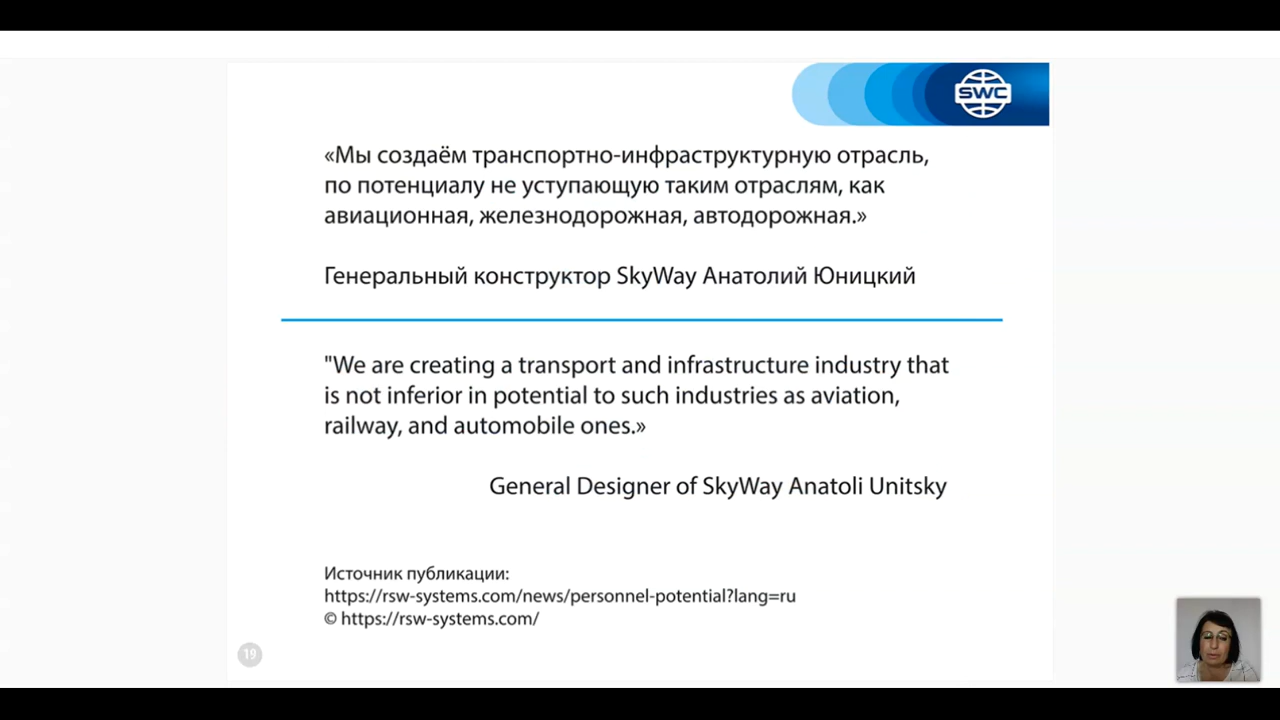 SWC
«Мы создаём транспортно-инфраструктурную отрасль,
по потенциалу не уступающую таким отраслям, как
авиационная, железнодорожная, автодорожная.»
Генеральный конструктор SkyWay Анатолий Юницкий
"We are creating a transport and infrastructure industry that
is not inferior in potential to such industries as aviation,
railway, and automobile ones.»
General Designer of SkyWay Anatoli Unitsky
Источник публикации:
https://rsw-systems.com/news/personnel-potential?lang=ru
© https://rsw-systems.com/
19